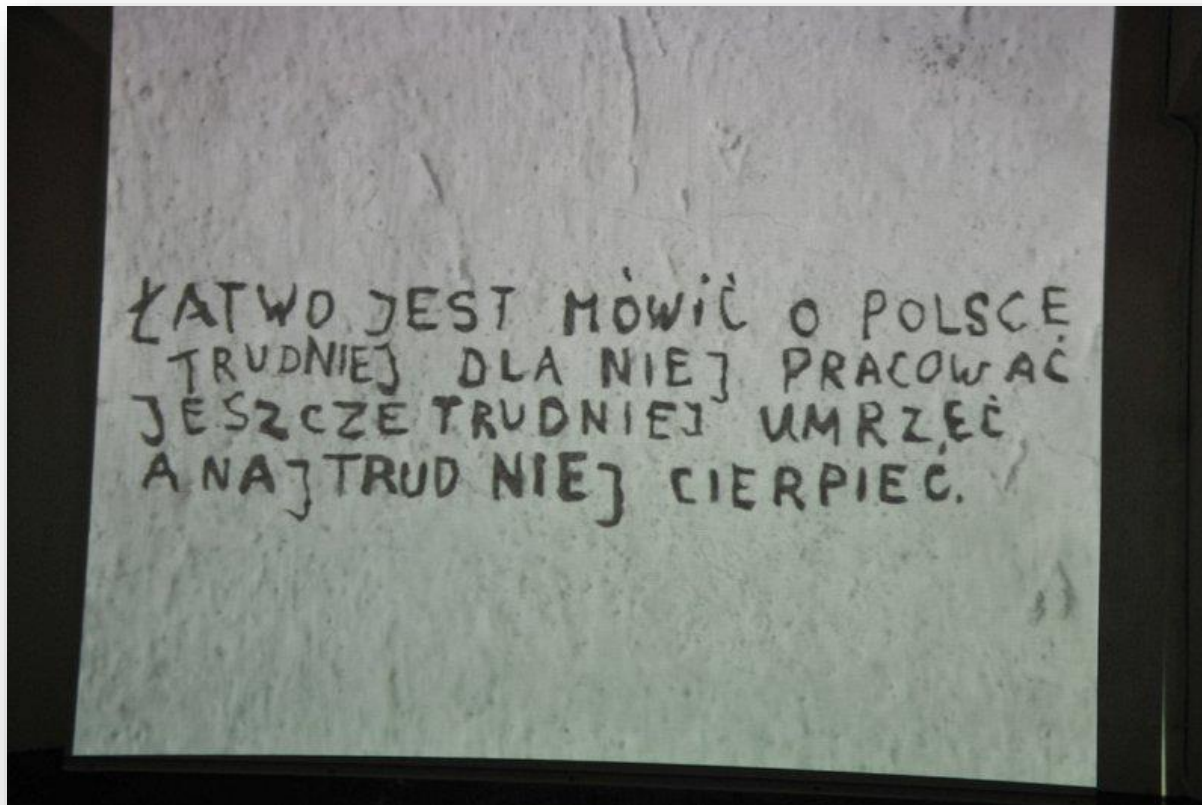 ŁATWO JEST MÓWIĆ O POLSCE
TRUDNIEJ DLA NIEJ PRACOWAĆ
JESZCZE TRUDNIEJ UMRZEĆ
A NAJTRUDNIEJ CIERPIEĆ.